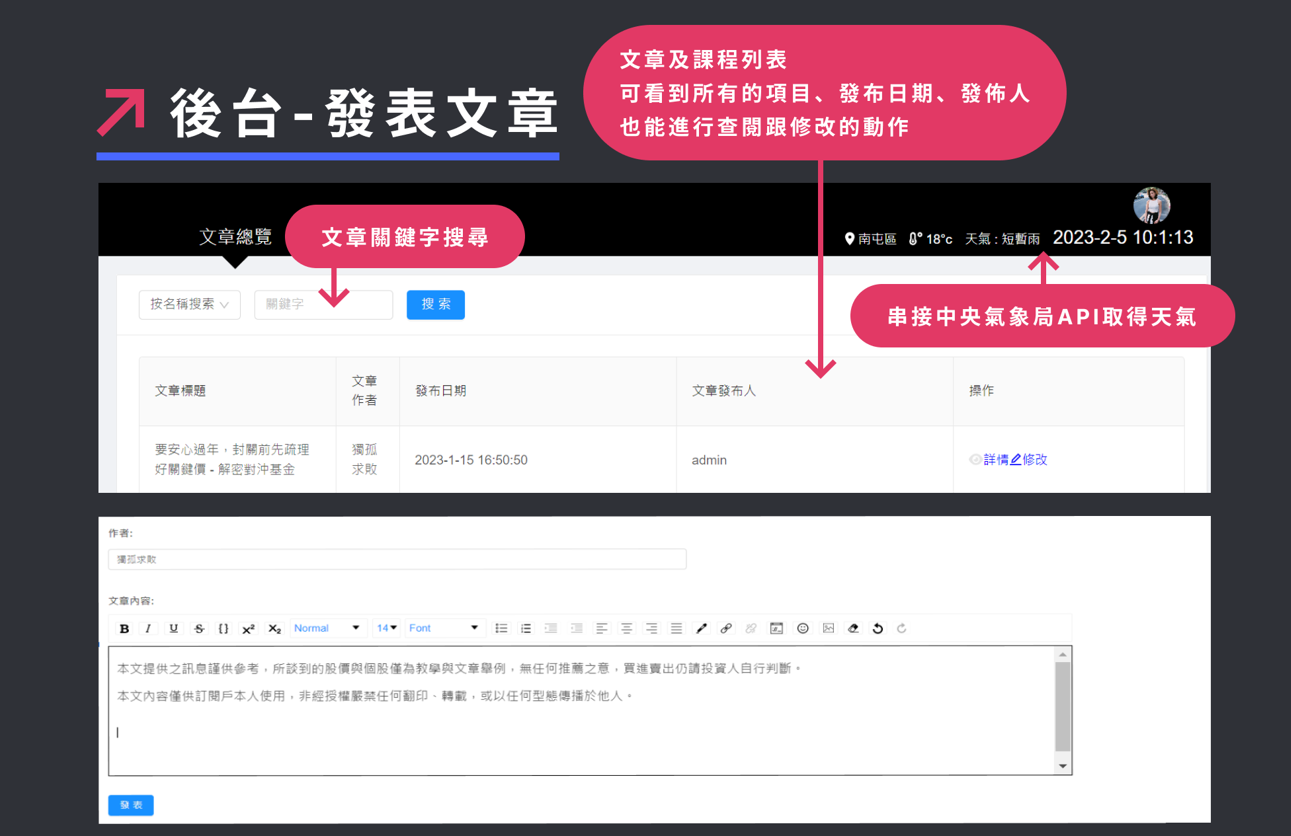 文章及課程列表
可看到所有的項目、發布日期、發佈人
也能進行查閱跟修改的動作
後台-發表文章
文章總覽
文章關鍵字搜尋
南屯區 18°c 天氣 : 短暫雨 2023-2-5 10:1:13
按名稱搜索 關鍵字 搜 索
串接中央氣象局API取得天氣
文章標題
文章
作者
發布日期
文章發布人
操作
要安心過年，封關前先疏理
好關鍵價 - 解密對沖基金
獨孤
求敗
2023-1-15 16:50:50
admin
詳情 修改
作者:
獨孤求敗
文章內容:
B I U S {} X² X₂ Normal 14 Font
本文提供之訊息謹供參考，所談到的股價與個股僅為教學與文章舉例，無任何推薦之意，買進賣出仍請投資人自行判斷。
本文內容僅供訂閱戶本人使用，非經授權嚴禁任何翻印、轉載，或以任何型態傳播於他人。
發 表